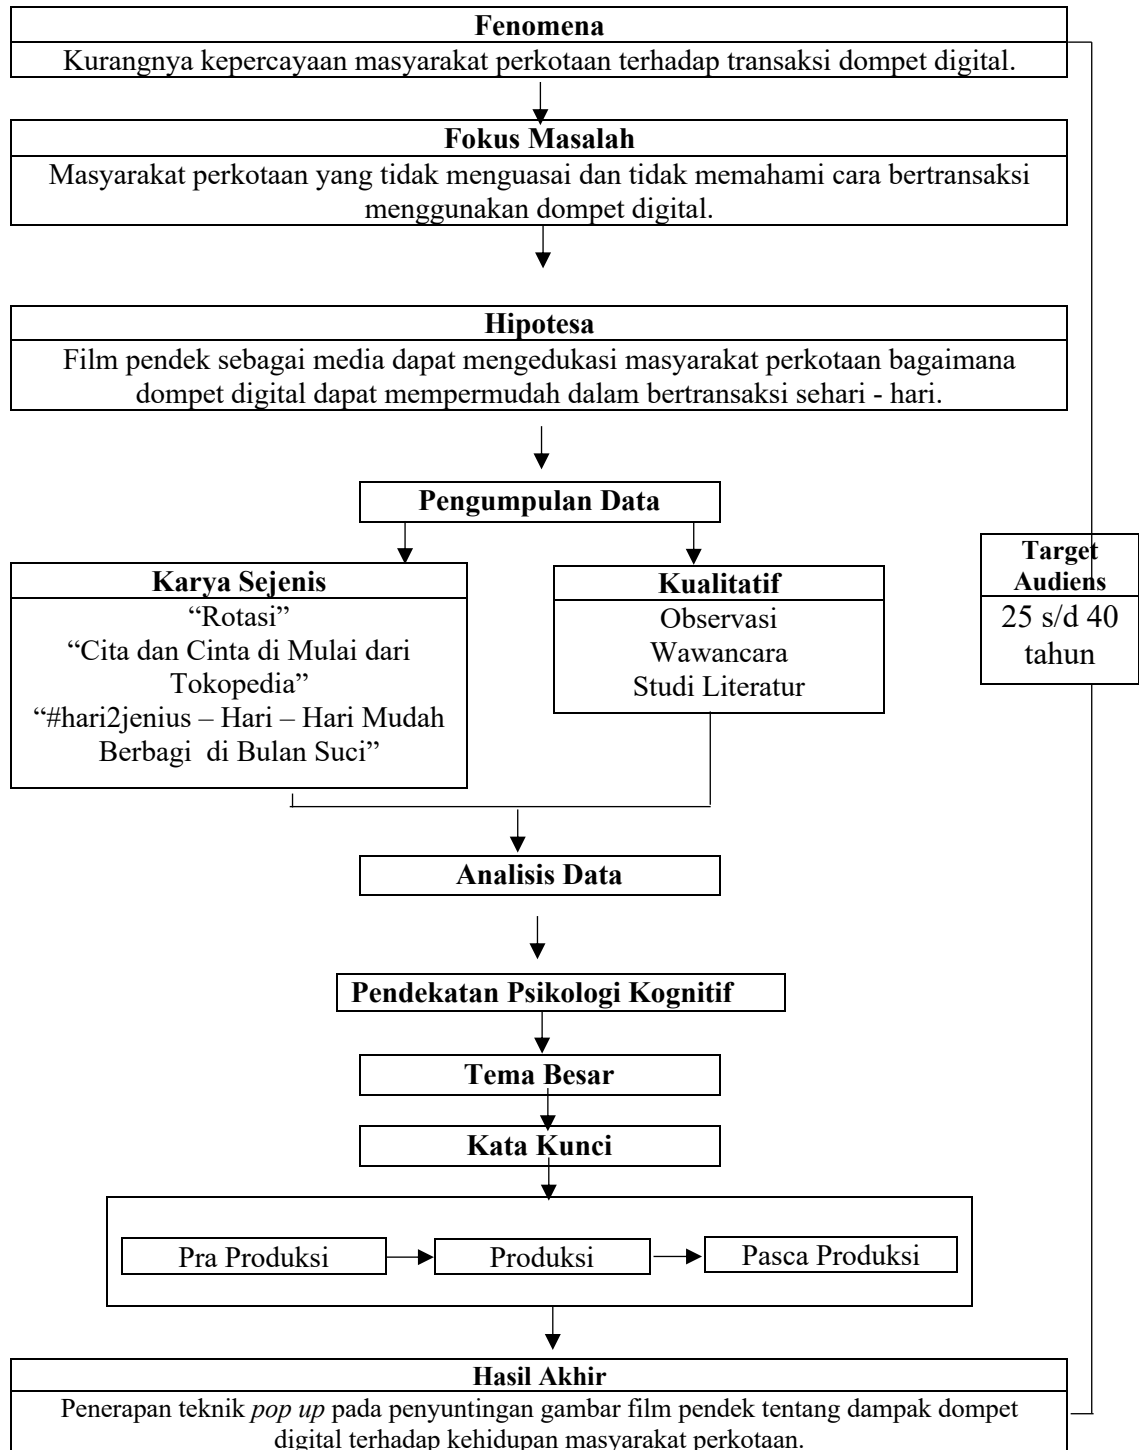 Fenomena
Kurangnya kepercayaan masyarakat perkotaan terhadap transaksi dompet digital.
Fokus Masalah
Masyarakat perkotaan yang tidak menguasai dan tidak memahami cara bertransaksi
menggunakan dompet digital.
Hipotesa
Film pendek sebagai media dapat mengedukasi masyarakat perkotaan bagaimana
dompet digital dapat mempermudah dalam bertransaksi sehari - hari.
Pengumpulan Data
Karya Sejenis
“Rotasi”
“Cita dan Cinta di Mulai dari
Tokopedia”
“#hari2jenius – Hari – Hari Mudah
Berbagi  di Bulan Suci”
Kualitatif
Observasi
Wawancara
Studi Literatur
Target
Audiens
25 s/d 40
tahun
Analisis Data
Pendekatan Psikologi Kognitif
Tema Besar
Kata Kunci
Pra Produksi
Produksi
Pasca Produksi
Hasil Akhir
Penerapan teknik pop up pada penyuntingan gambar film pendek tentang dampak dompet
digital terhadap kehidupan masyarakat perkotaan.